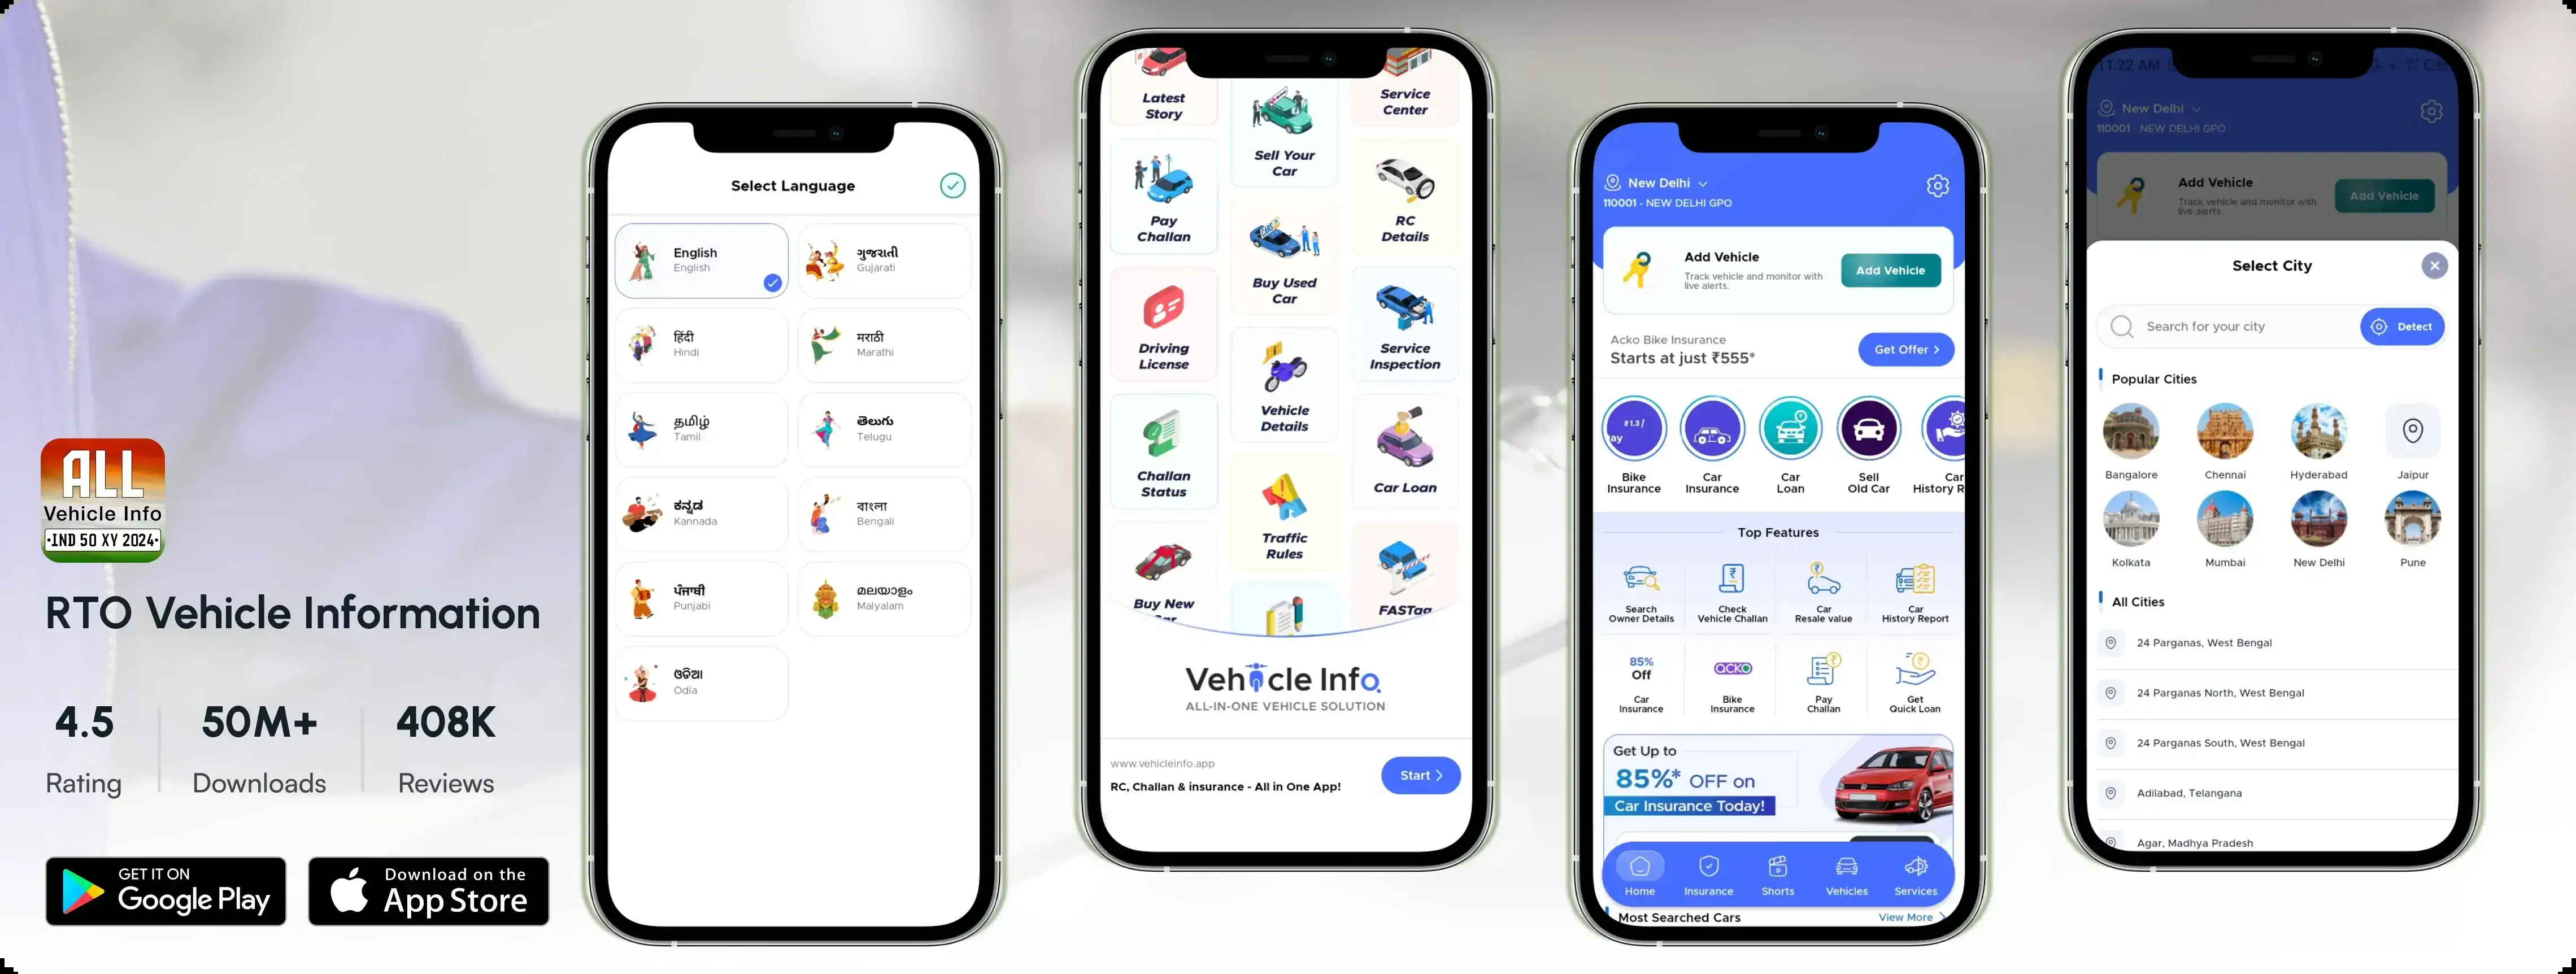 ALL
Vehicle Info
·IND 50 XY 2024·
RTO Vehicle Information
4.5
Rating
50M+
Downloads
408K
Reviews
GET IT ON
Google Play
Download on the
App Store
Select Language
English
English
ગુજરાતી
Gujarati
हिंदी
Hindi
मराठी
Marathi
தமிழ்
Tamil
తెలుగు
Telugu
ಕನ್ನಡ
Kannada
বাংলা
Bengali
ਪੰਜਾਬੀ
Punjabi
മലയാളം
Malyalam
ଓଡିଆ
Odia
Latest
Story
Sell Your
Car
Service
Center
Pay
Challan
Buy Used
Car
RC
Details
Driving
License
Vehicle
Details
Service
Inspection
Challan
Status
Traffic
Rules
Car Loan
Buy New
FASTag
Vehicle Info
ALL-IN-ONE VEHICLE SOLUTION
www.vehicleinfo.app
RC, Challan & insurance - All in One App!
Start
New Delhi
110001 - NEW DELHI GPO
Add Vehicle
Track vehicle and monitor with
live alerts.
Add Vehicle
Acko Bike Insurance
Starts at just ₹555*
Get Offer
₹1.3 /
ay
Bike
Insurance
Car
Insurance
Car
Loan
Sell
Old Car
Car
History R
Top Features
Search
Owner Details
Check
Vehicle Challan
Car
Resale value
Car
History Report
85%
Off
Car
Insurance
acko
Bike
Insurance
Pay
Challan
Get
Quick Loan
Get Up to
85%* OFF on
Car Insurance Today!
Home
Insurance
Shorts
Vehicles
Services
Most Searched Cars
View More
11:22 AM
New Delhi
110001 - NEW DELHI GPO
Add Vehicle
Track vehicle and monitor with
live alerts.
Add Vehicle
Select City
Search for your city
Detect
Popular Cities
Bangalore
Chennai
Hyderabad
Jaipur
Kolkata
Mumbai
New Delhi
Pune
All Cities
24 Parganas, West Bengal
24 Parganas North, West Bengal
24 Parganas South, West Bengal
Adilabad, Telangana
Agar, Madhya Pradesh